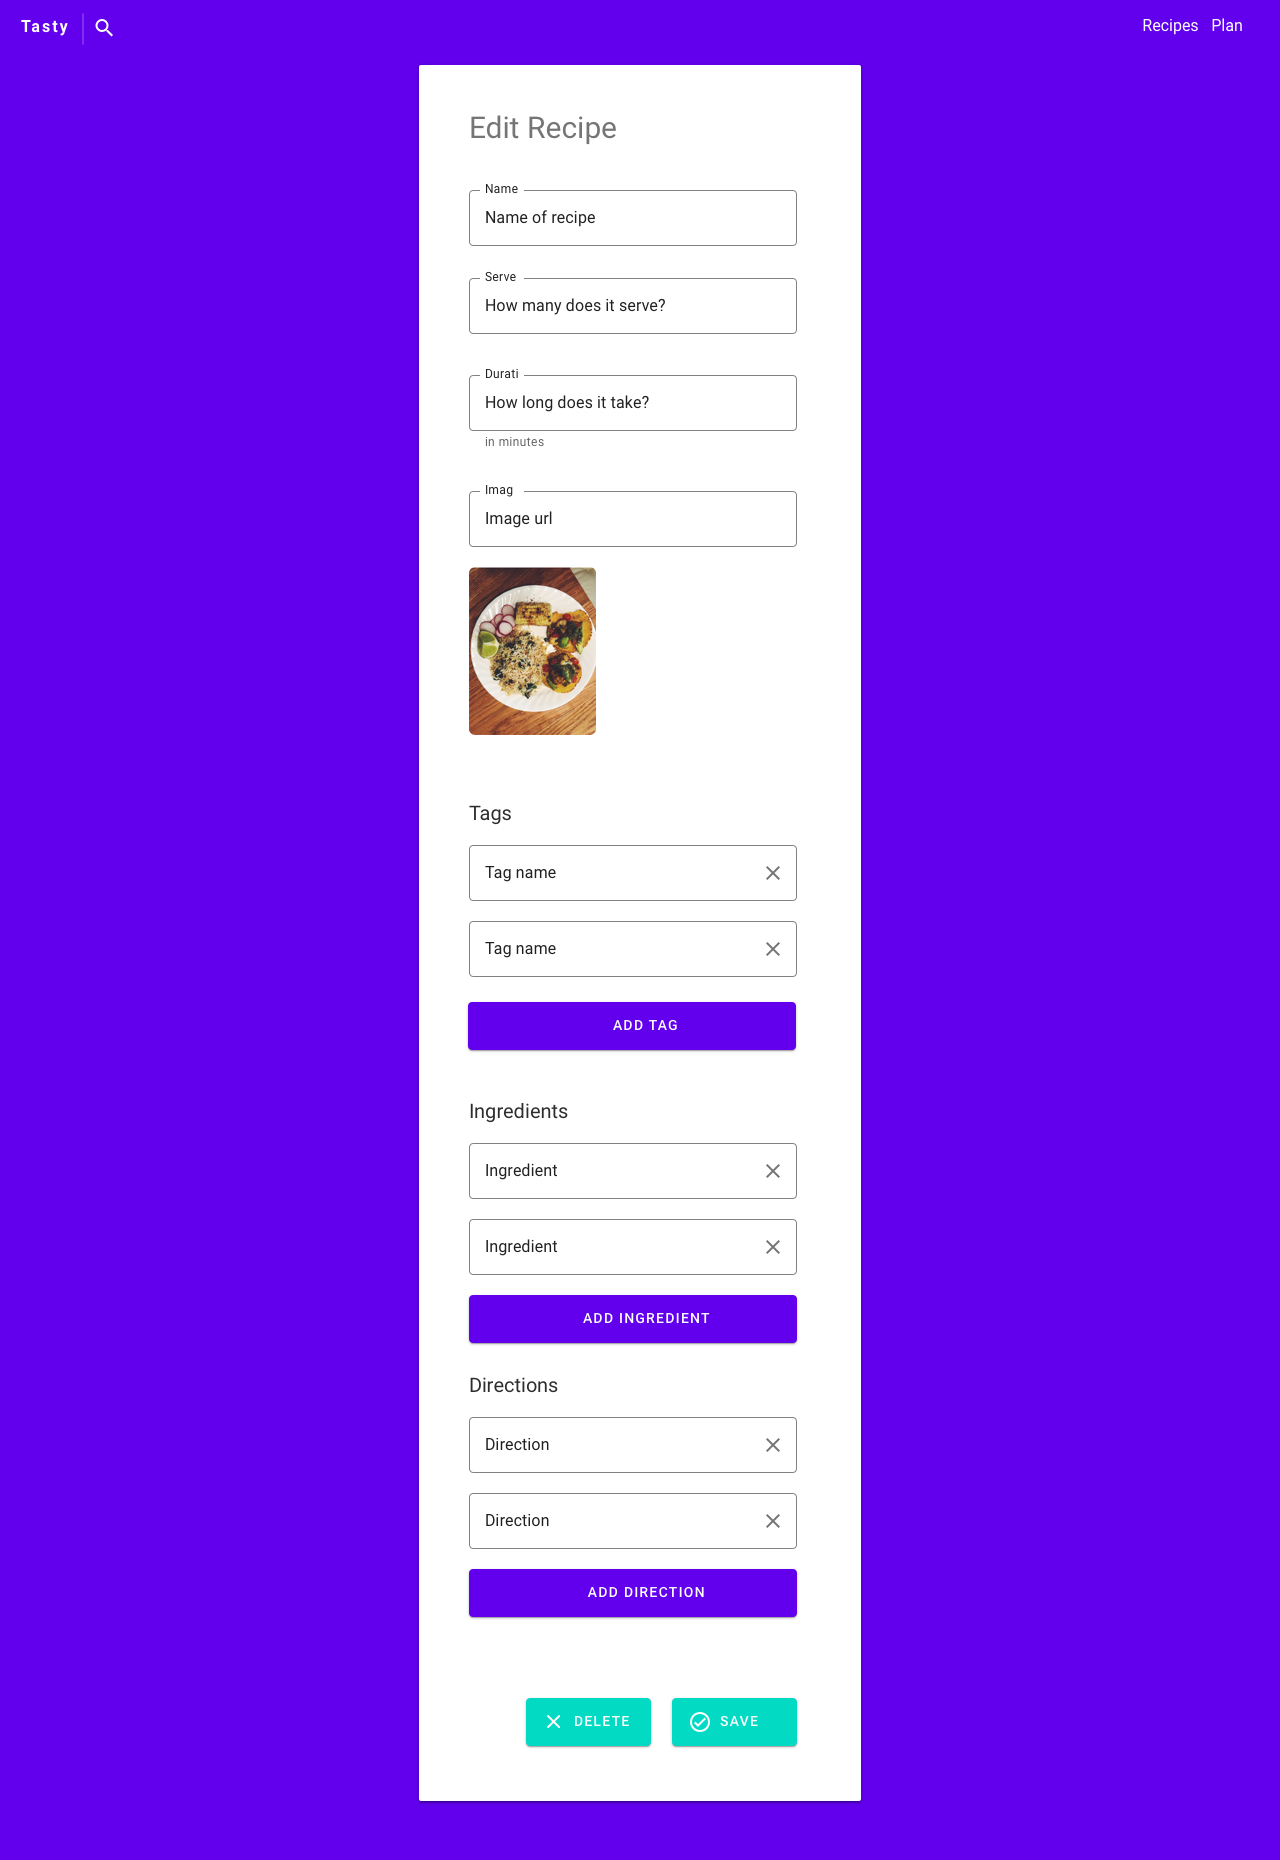 Tasty
Recipes Plan
Edit Recipe
Name
Name of recipe
Serve
How many does it serve?
Durati
How long does it take?
in minutes
Imag
Image url
Tags
Tag name
Tag name
ADD TAG
Ingredients
Ingredient
Ingredient
ADD INGREDIENT
Directions
Direction
Direction
ADD DIRECTION
DELETE SAVE